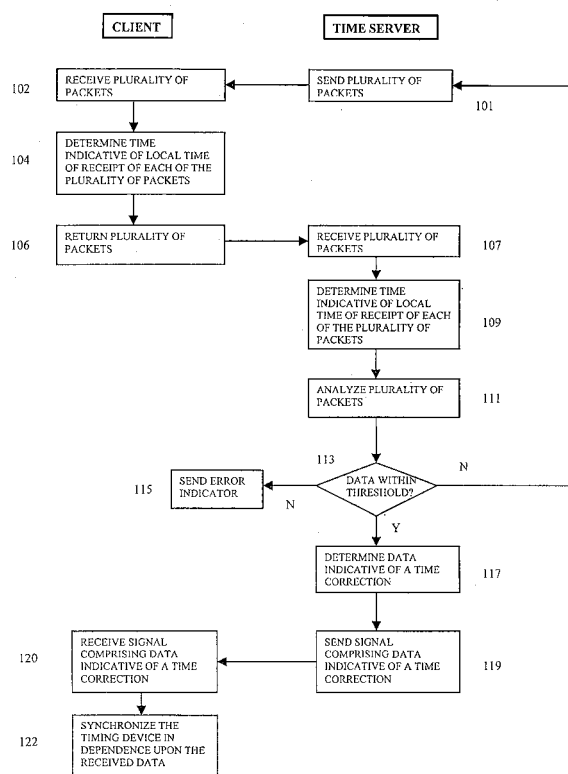 CLIENT
TIME SERVER
102
RECEIVE PLURALITY OF
PACKETS
SEND PLURALITY OF
PACKETS
101
104
DETERMINE TIME
INDICATIVE OF LOCAL TIME
OF RECEIPT OF EACH OF THE
PLURALITY OF PACKETS
106
RETURN PLURALITY OF
PACKETS
RECEIVE PLURALITY OF
PACKETS
107
DETERMINE TIME
INDICATIVE OF LOCAL
TIME OF RECEIPT OF EACH
OF THE PLURALITY OF
PACKETS
109
ANALYZE PLURALITY OF
PACKETS
111
113
DATA WITHIN
THRESHOLD?
N
115
SEND ERROR
INDICATOR
N
Y
DETERMINE DATA
INDICATIVE OF A TIME
CORRECTION
117
120
RECEIVE SIGNAL
COMPRISING DATA
INDICATIVE OF A TIME
CORRECTION
SEND SIGNAL
COMPRISING DATA
INDICATIVE OF A TIME
CORRECTION
119
122
SYNCHRONIZE THE
TIMING DEVICE IN
DEPENDENCE UPON THE
RECEIVED DATA